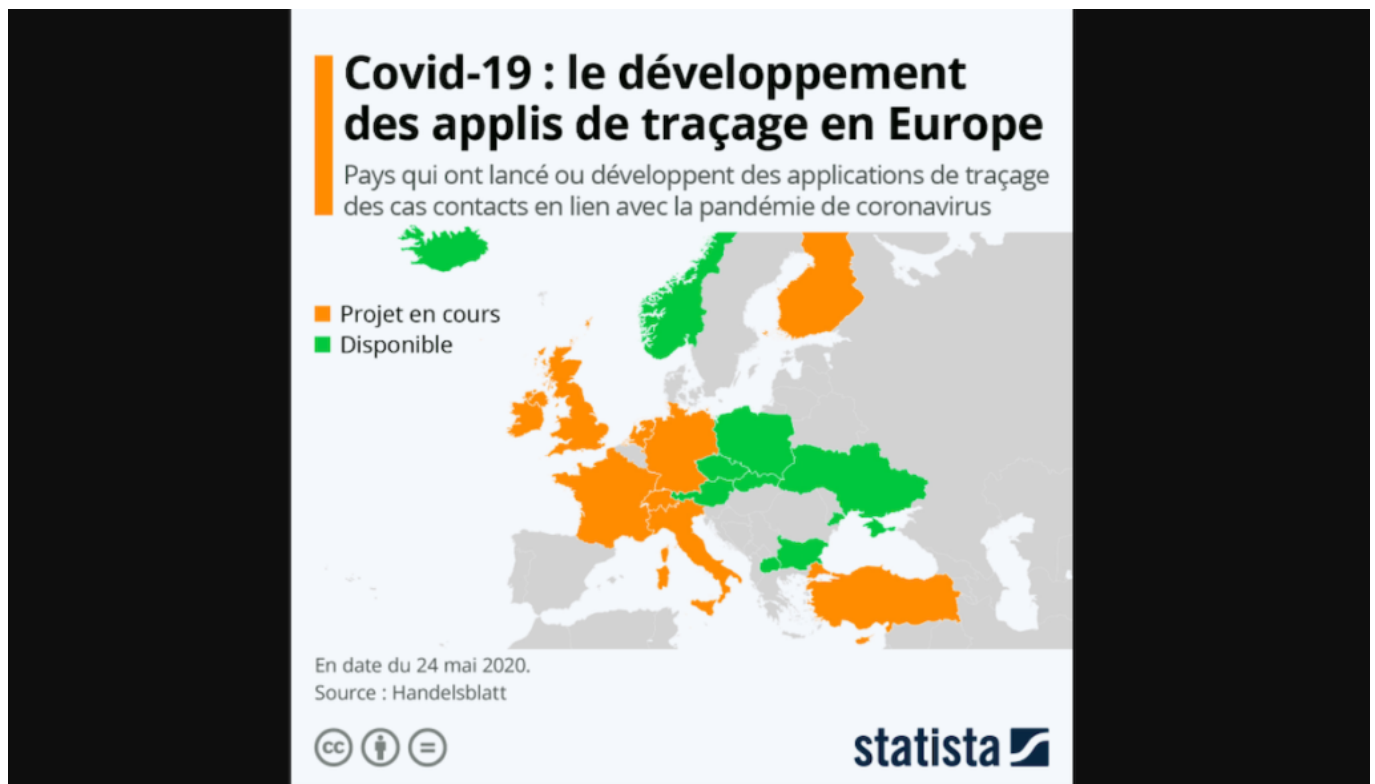 Covid-19 : le développement
des applis de traçage en Europe
Pays qui ont lancé ou développent des applications de traçage
des cas contacts en lien avec la pandémie de coronavirus
Projet en cours
Disponible
En date du 24 mai 2020.
Source : Handelsblatt
cc
statista